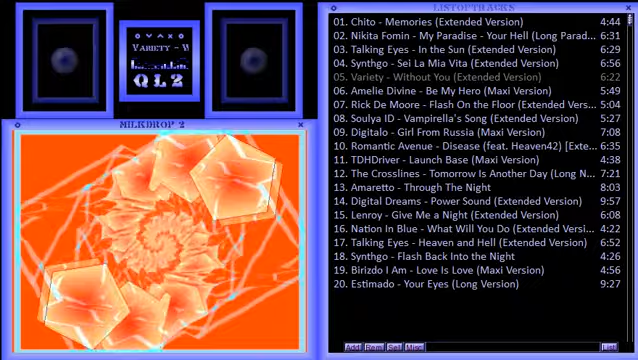 VARIETY - W
QL2
MILKDROP 2
LISTOFTRACKS
01. Chito - Memories (Extended Version) 4:44
02. Nikita Fomin - My Paradise - Your Hell (Long Parad... 6:31
03. Talking Eyes - In the Sun (Extended Version) 6:29
04. Synthgo - Sei La Mia Vita (Extended Version) 6:56
05. Variety - Without You (Extended Version) 6:22
06. Amelie Divine - Be My Hero (Maxi Version) 5:49
07. Rick De Moore - Flash On the Floor (Extended Vers... 5:04
08. Soulya ID - Vampirella's Song (Extended Version) 5:27
09. Digitalo - Girl From Russia (Maxi Version) 7:08
10. Romantic Avenue - Disease (feat. Heaven42) [Exte... 6:35
11. TDHDriver - Launch Base (Maxi Version) 4:38
12. The Crosslines - Tomorrow Is Another Day (Long N... 7:21
13. Amaretto - Through The Night 8:03
14. Digital Dreams - Power Sound (Extended Version) 9:57
15. Lenroy - Give Me a Night (Extended Version) 6:08
16. Nation In Blue - What Will You Do (Extended Versi... 4:22
17. Talking Eyes - Heaven and Hell (Extended Version) 6:52
18. Synthgo - Flash Back Into the Night 4:26
19. Birizdo I Am - Love Is Love (Maxi Version) 4:56
20. Estimado - Your Eyes (Long Version) 9:27
Add Rem Sel Misc List